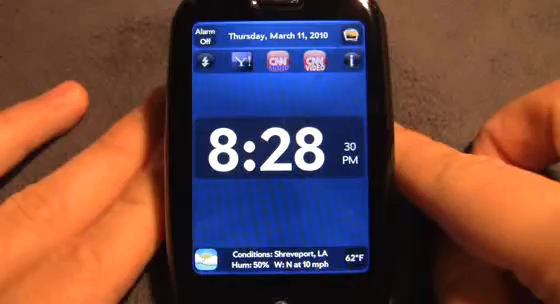 Alarm
Off
Thursday, March 11, 2010
Y! CNN CNN VIDEO i
8:28
30
PM
Conditions: Shreveport, LA
Hum: 50% W: N at 10 mph
62°F